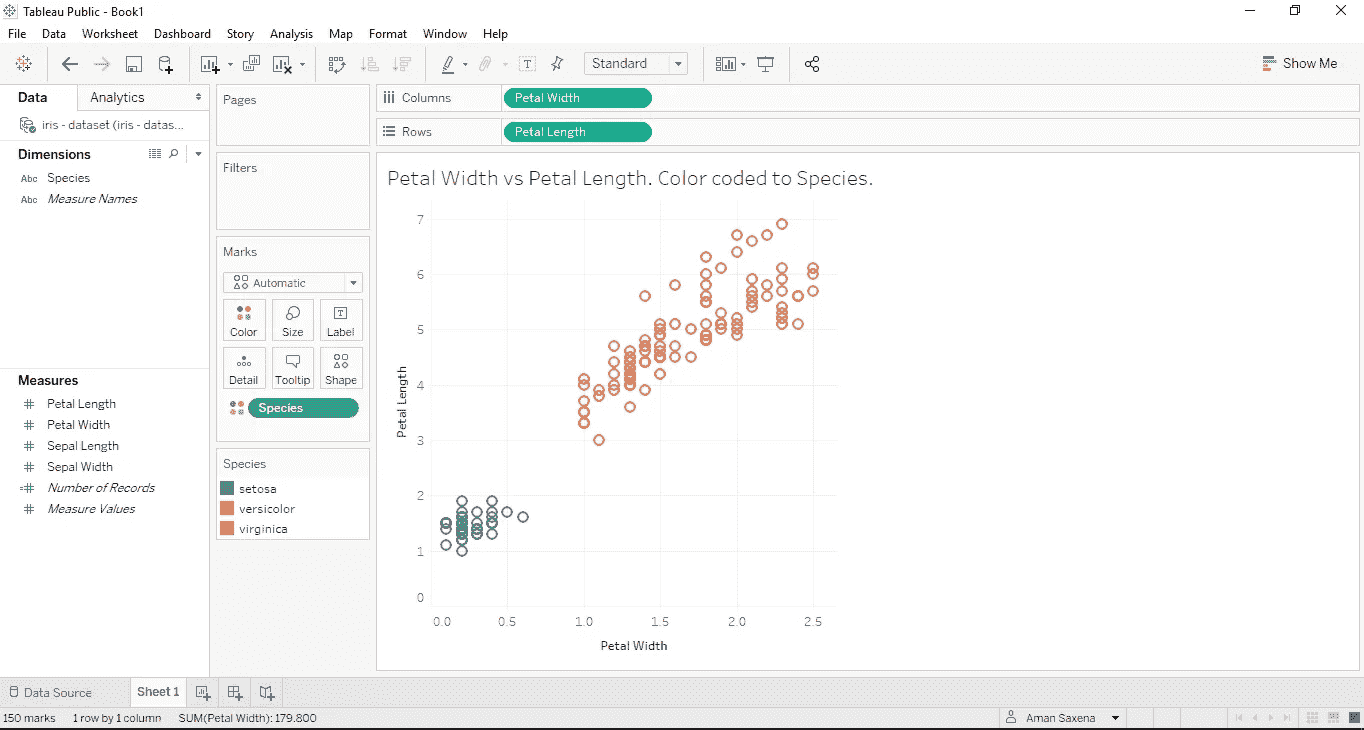 Tableau Public - Book1
File Data Worksheet Dashboard Story Analysis Map Format Window Help
Standard
Show Me
Data Analytics
iris - dataset (iris - datas...
Dimensions
Abc Species
Abc Measure Names
Measures
# Petal Length
# Petal Width
# Sepal Length
# Sepal Width
=# Number of Records
# Measure Values
Pages
Filters
Marks
Automatic
Color Size Label
Detail Tooltip Shape
Species
Species
setosa
versicolor
virginica
Columns Petal Width
Rows Petal Length
Petal Width vs Petal Length. Color coded to Species.
Petal Length
7
6
5
4
3
2
1
0
0.0 0.5 1.0 1.5 2.0 2.5
Petal Width
Data Source Sheet 1
150 marks 1 row by 1 column SUM(Petal Width): 179.800 Aman Saxena